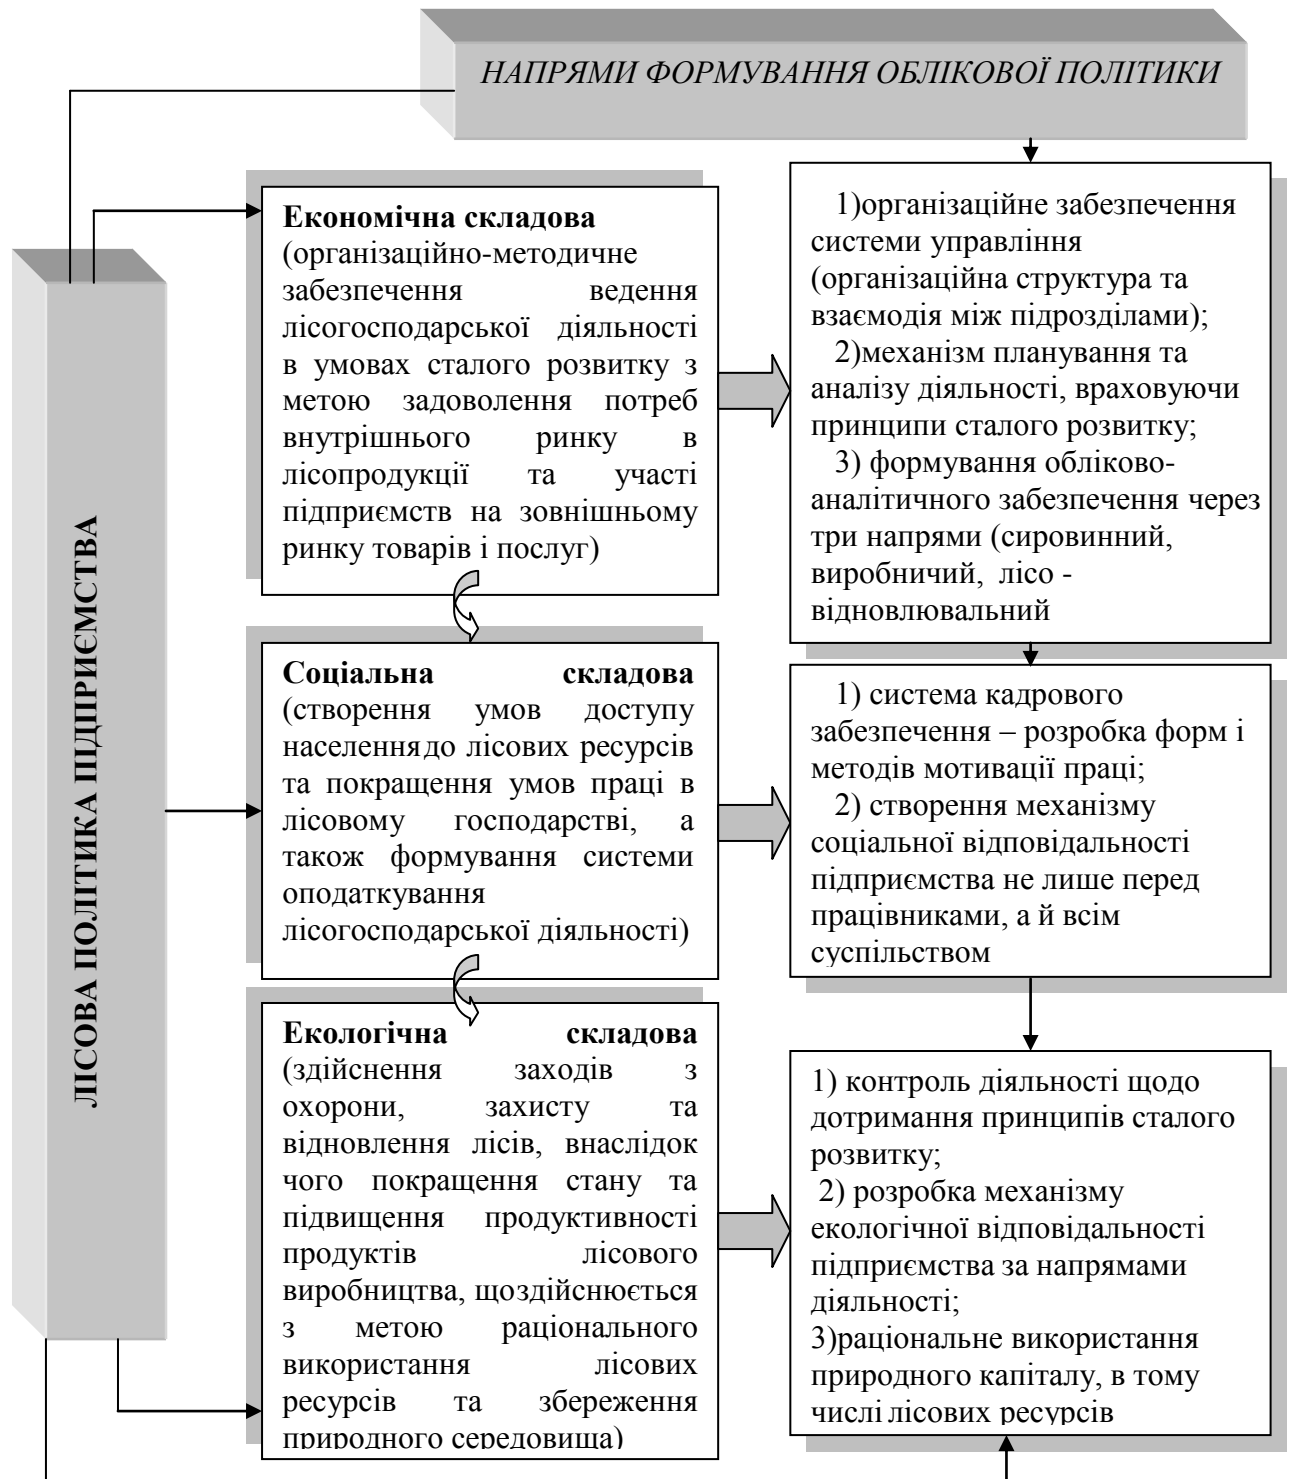 НАПРЯМИ ФОРМУВАННЯ ОБЛІКОВОЇ ПОЛІТИКИ
ЛІСОВА ПОЛІТИКА ПІДПРИЄМСТВА
Економічна складова
(організаційно-методичне
забезпечення ведення
лісогосподарської діяльності
в умовах сталого розвитку з
метою задоволення потреб
внутрішнього ринку в
лісопродукції та участі
підприємств на зовнішньому
ринку товарів і послуг)
1)організаційне забезпечення
системи управління
(організаційна структура та
взаємодія між підрозділами);
2)механізм планування та
аналізу діяльності, враховуючи
принципи сталого розвитку;
3) формування обліково-
аналітичного забезпечення через
три напрями (сировинний,
виробничий, лісо -
відновлювальний
Соціальна складова
(створення умов доступу
населення до лісових ресурсів
та покращення умов праці в
лісовому господарстві, а
також формування системи
оподаткування
лісогосподарської діяльності)
1) система кадрового
забезпечення – розробка форм і
методів мотивації праці;
2) створення механізму
соціальної відповідальності
підприємства не лише перед
працівниками, а й всім
суспільством
Екологічна складова
(здійснення заходів з
охорони, захисту та
відновлення лісів, внаслідок
чого покращення стану та
підвищення продуктивності
продуктів лісового
виробництва, що здійснюється
з метою раціонального
використання лісових
ресурсів та збереження
природного середовища)
1) контроль діяльності щодо
дотримання принципів сталого
розвитку;
2) розробка механізму
екологічної відповідальності
підприємства за напрямами
діяльності;
3)раціональне використання
природного капіталу, в тому
числі лісових ресурсів